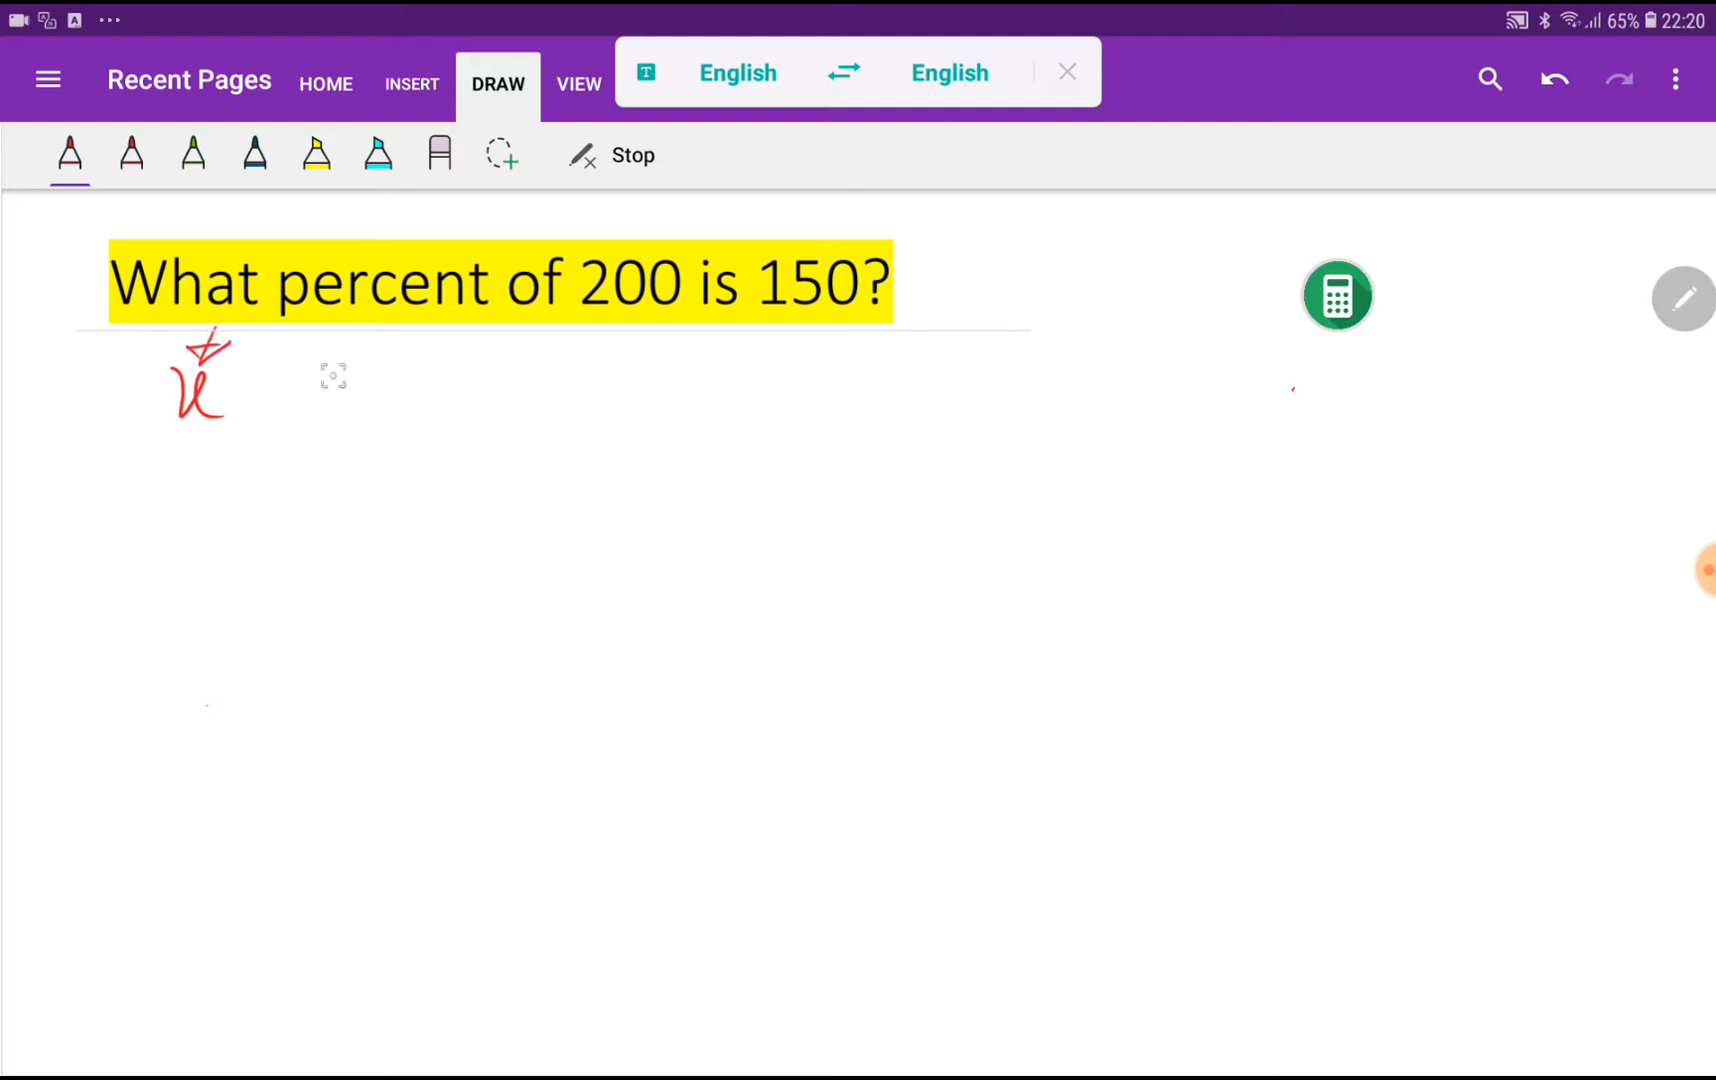 65% 22:20
Recent Pages HOME INSERT DRAW VIEW English English
Stop
What percent of 200 is 150?
x